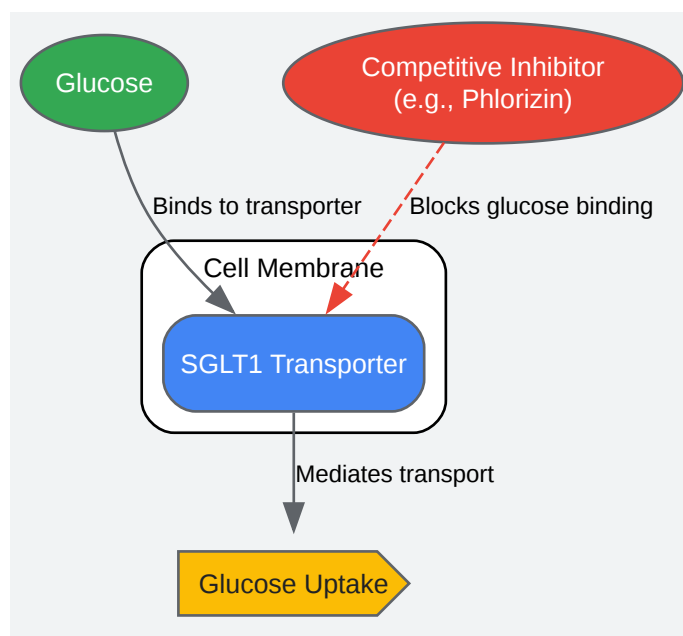 Glucose
Competitive Inhibitor
(e.g., Phlorizin)
Binds to transporter
Blocks glucose binding
Cell Membrane
SGLT1 Transporter
Mediates transport
Glucose Uptake